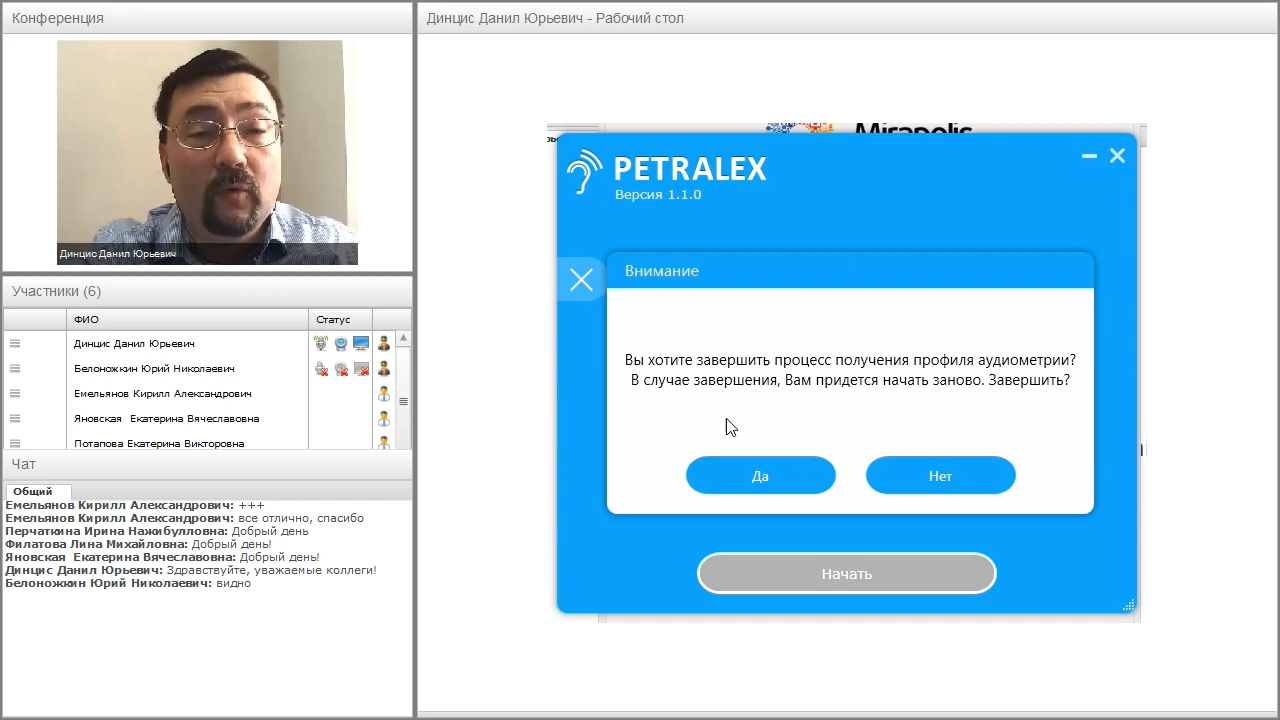 Конференция
Динцис Данил Юрьевич
Участники (6)
ФИО
Статус
Динцис Данил Юрьевич
Белоножкин Юрий Николаевич
Емельянов Кирилл Александрович
Яновская Екатерина Вячеславовна
Потапова Екатерина Викторовна
Чат
Общий
Емельянов Кирилл Александрович: +++
Емельянов Кирилл Александрович: все отлично, спасибо
Перчаткина Ирина Нажибулловна: Добрый день
Филатова Лина Михайловна: Добрый день!
Яновская Екатерина Вячеславовна: Добрый день!
Динцис Данил Юрьевич: Здравствуйте, уважаемые коллеги!
Белоножкин Юрий Николаевич: видно
Динцис Данил Юрьевич - Рабочий стол
Mirapolis
PETRALEX
Версия 1.1.0
Внимание
Вы хотите завершить процесс получения профиля аудиометрии?
В случае завершения, Вам придется начать заново. Завершить?
Да
Нет
Начать